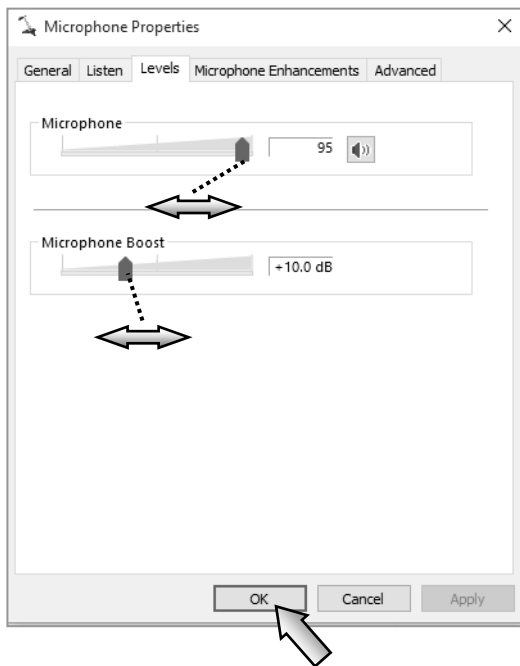 Microphone Properties
General Listen Levels Microphone Enhancements Advanced
Microphone
95
Microphone Boost
+10.0 dB
OK Cancel Apply